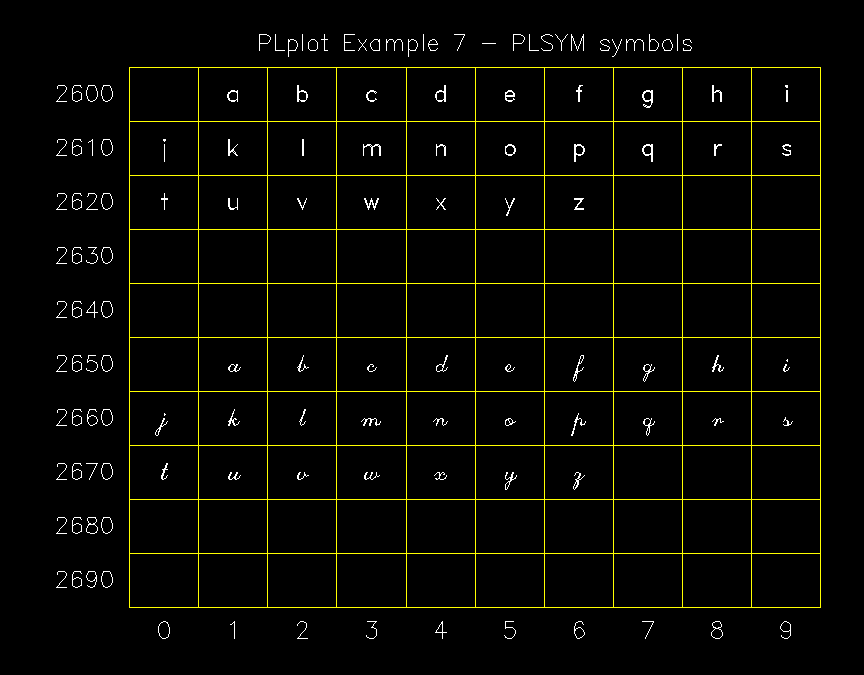 PLplot Example 7 - PLSYM symbols
2600 a b c d e f g h i
2610 j k l m n o p q r s
2620 t u v w x y z
2630
2640
2650 a b c d e f g h i
2660 j k l m n o p q r s
2670 t u v w x y z
2680
2690
0 1 2 3 4 5 6 7 8 9